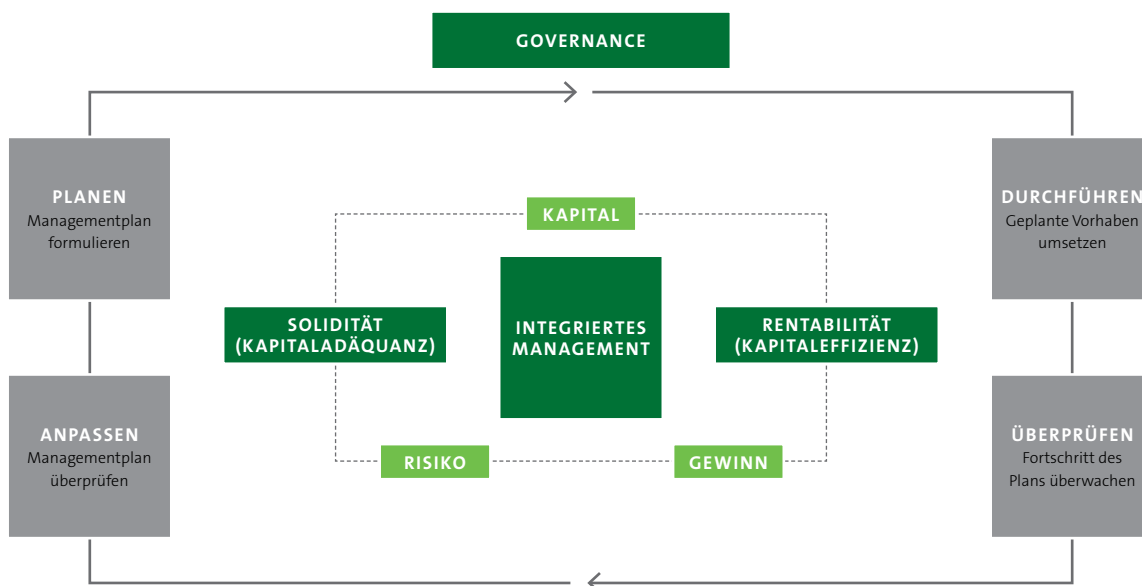 GOVERNANCE
PLANEN
Managementplan
formulieren
DURCHFÜHREN
Geplante Vorhaben
umsetzen
KAPITAL
SOLIDITÄT
(KAPITALADÄQUANZ)
INTEGRIERTES
MANAGEMENT
RENTABILITÄT
(KAPITALEFFIZIENZ)
ANPASSEN
Managementplan
überprüfen
RISIKO
GEWINN
ÜBERPRÜFEN
Fortschritt des
Plans überwachen